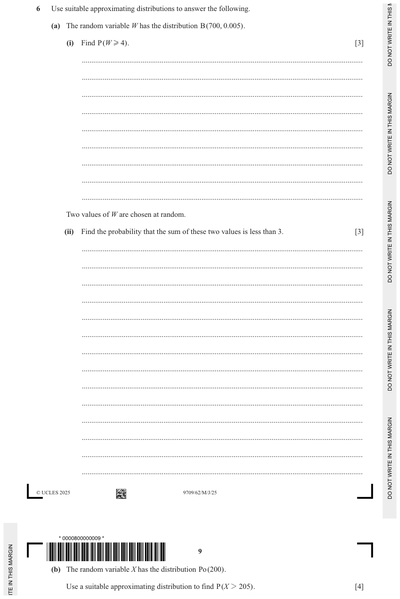 6 Use suitable approximating distributions to answer the following.
(a) The random variable W has the distribution B(700, 0.005).
(i) Find P(W ⩾ 4). [3]
Two values of W are chosen at random.
(ii) Find the probability that the sum of these two values is less than 3. [3]
© UCLES 2025 9709/62/M/J/25
DO NOT WRITE IN THIS M
DO NOT WRITE IN THIS MARGIN
DO NOT WRITE IN THIS MARGIN
DO NOT WRITE IN THIS MARGIN
DO NOT WRITE IN THIS MARGIN
* 0000800000009 *
9
(b) The random variable X has the distribution Po(200).
Use a suitable approximating distribution to find P(X > 205). [4]
TE IN THIS MARGIN